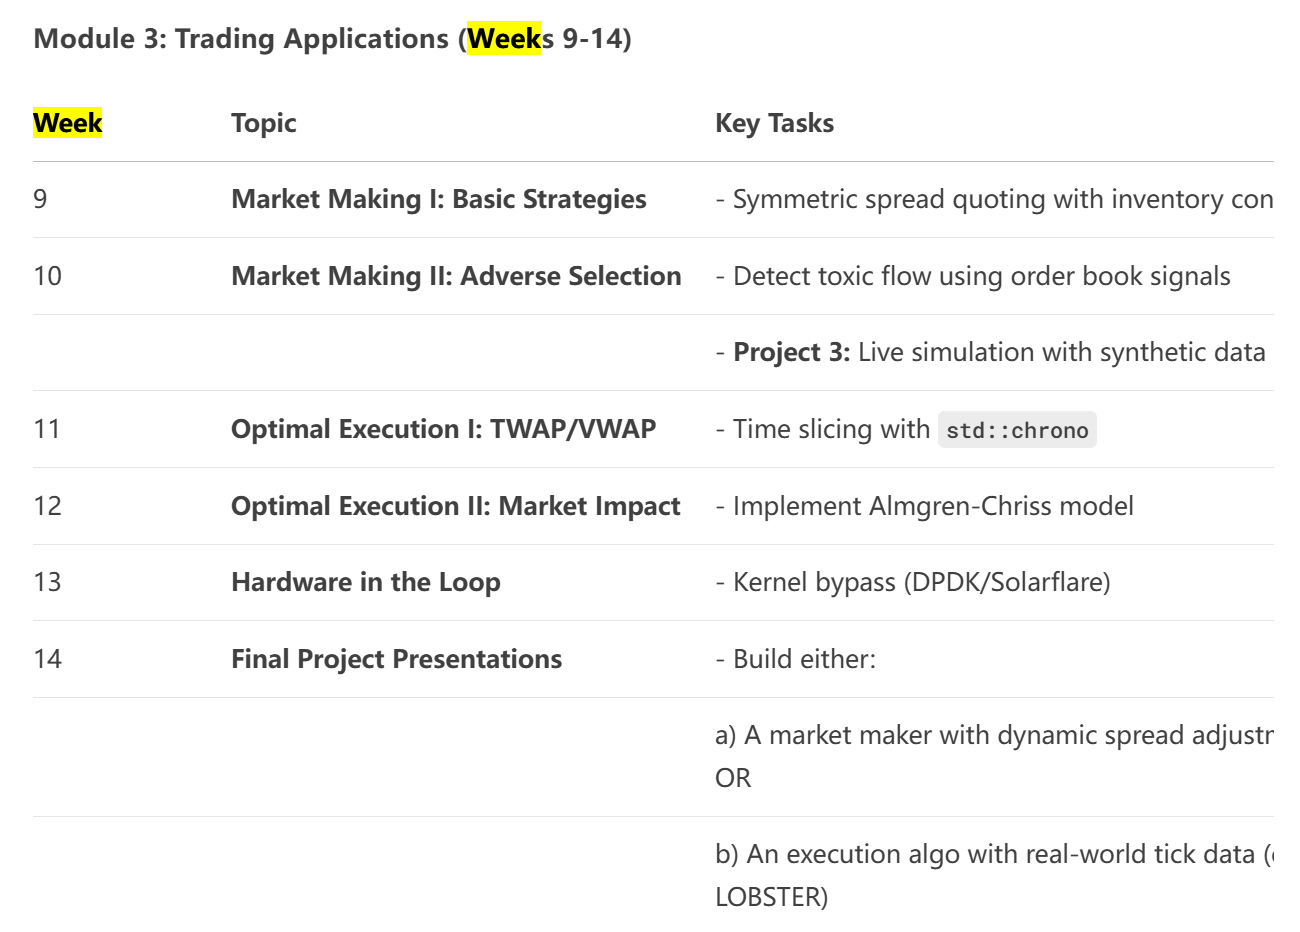 Module 3: Trading Applications (Weeks 9-14)
Week Topic Key Tasks
9 Market Making I: Basic Strategies - Symmetric spread quoting with inventory con
10 Market Making II: Adverse Selection - Detect toxic flow using order book signals
- Project 3: Live simulation with synthetic data
11 Optimal Execution I: TWAP/VWAP - Time slicing with std::chrono
12 Optimal Execution II: Market Impact - Implement Almgren-Chriss model
13 Hardware in the Loop - Kernel bypass (DPDK/Solarflare)
14 Final Project Presentations - Build either:
a) A market maker with dynamic spread
OR
b) An execution algo with real-world tick data
LOBSTER)